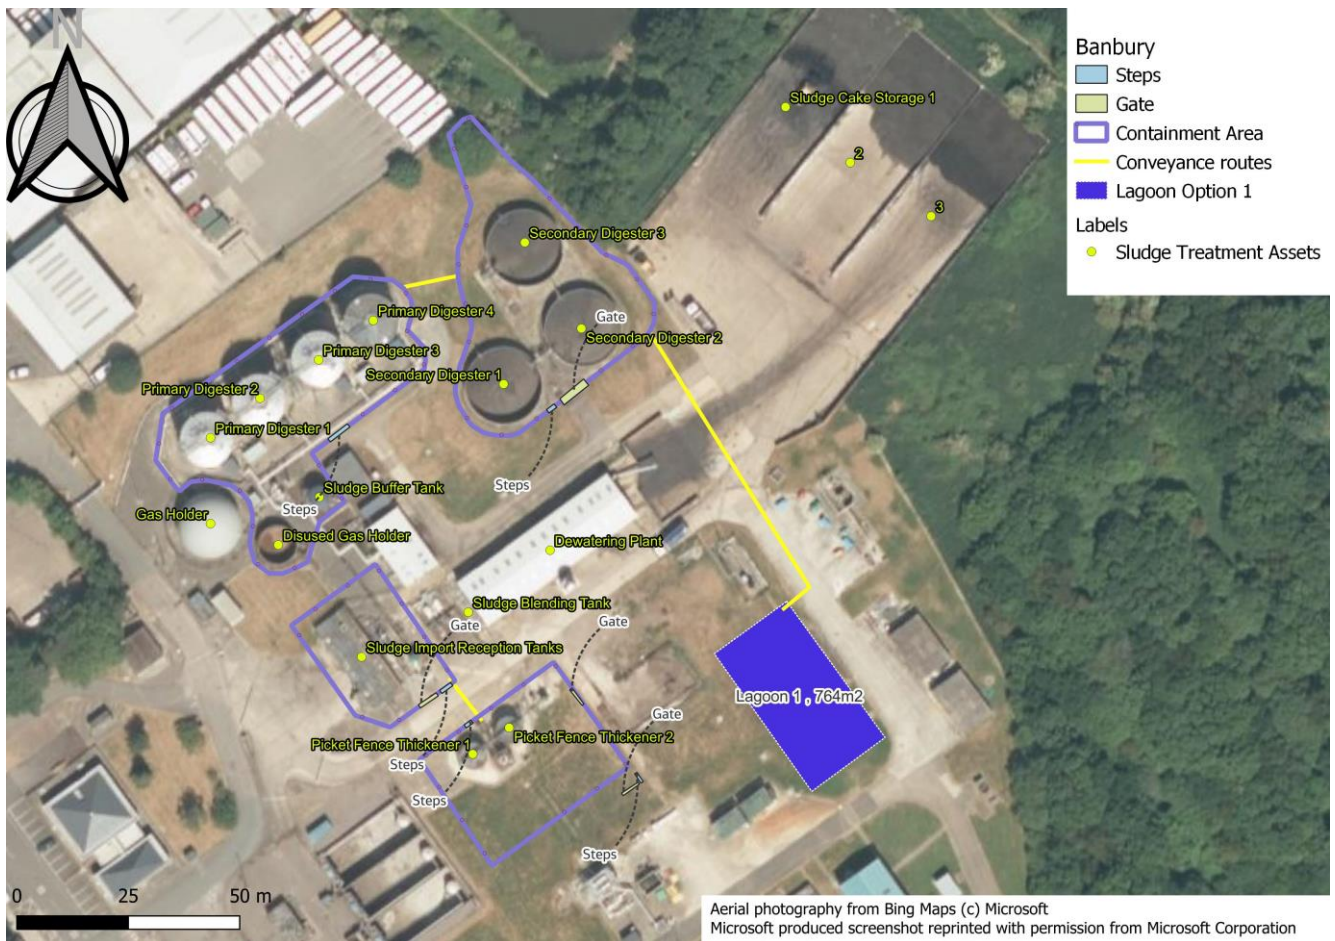 N
Banbury
Steps
Gate
Containment Area
Conveyance routes
Lagoon Option 1
Labels
Sludge Treatment Assets
Sludge Cake Storage 1
2
3
Secondary Digester 3
Primary Digester 4
Gate
Secondary Digester 2
Primary Digester 3
Secondary Digester 1
Primary Digester 2
Primary Digester 1
Steps
Sludge Buffer Tank
Steps
Gas Holder
Disused Gas Holder
Dewatering Plant
Sludge Blending Tank
Gate
Gate
Sludge Import Reception Tanks
Lagoon 1 , 764m2
Gate
Picket Fence Thickener 2
Picket Fence Thickener 1
Steps
Steps
Steps
0 25 50 m
Aerial photography from Bing Maps (c) Microsoft
Microsoft produced screenshot reprinted with permission from Microsoft Corporation